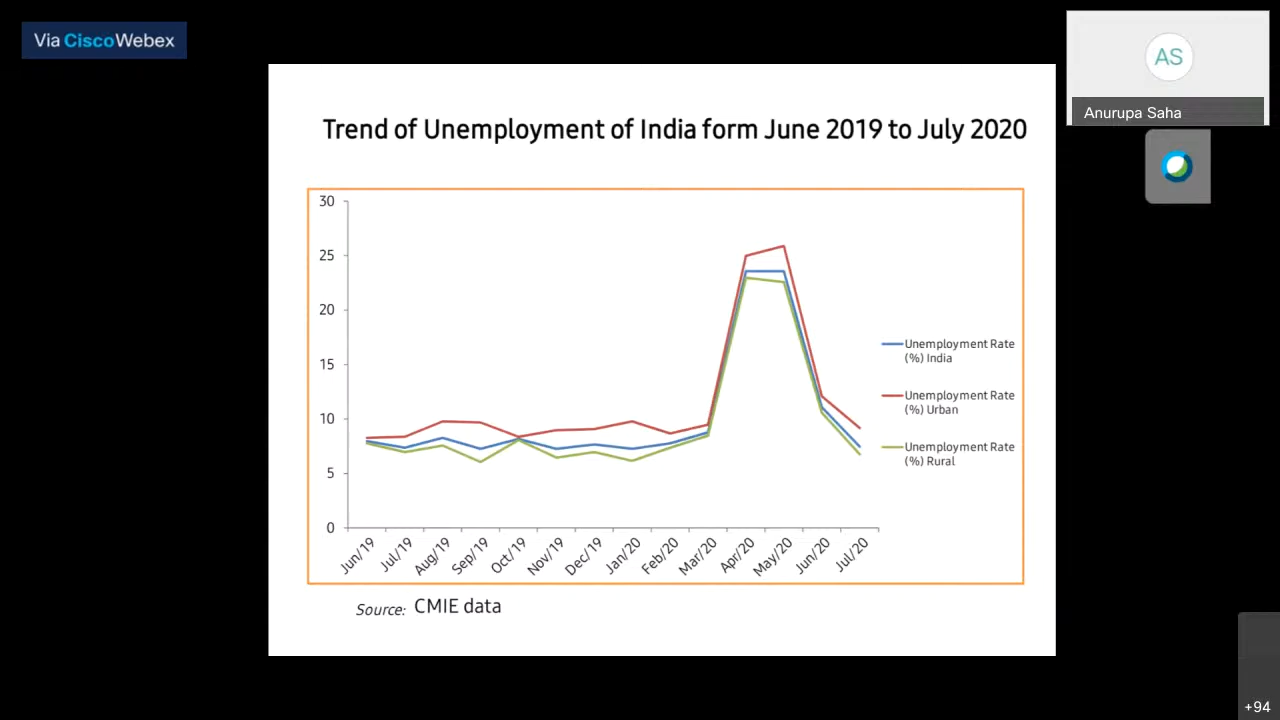 Via CiscoWebex
AS
Anurupa Saha
Trend of Unemployment of India form June 2019 to July 2020
30
25
20
15
10
5
0
Jun/19
Jul/19
Aug/19
Sep/19
Oct/19
Nov/19
Dec/19
Jan/20
Feb/20
Mar/20
Apr/20
May/20
Jun/20
Jul/20
Unemployment Rate
(%) India
Unemployment Rate
(%) Urban
Unemployment Rate
(%) Rural
Source: CMIE data
+94